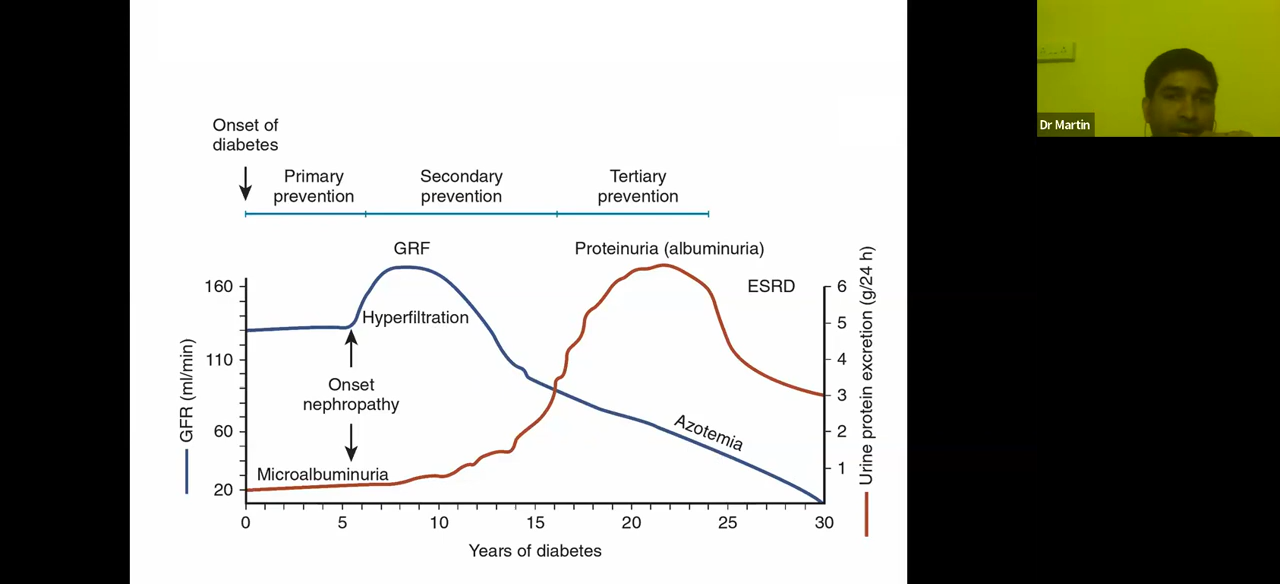 Onset of
diabetes
Primary
prevention
Secondary
prevention
Tertiary
prevention
GRF
Proteinuria (albuminuria)
ESRD
Hyperfiltration
Onset
nephropathy
Microalbuminuria
Azotemia
GFR (ml/min)
160
110
60
20
Urine protein excretion (g/24 h)
6
5
4
3
2
1
0 5 10 15 20 25 30
Years of diabetes
Dr Martin